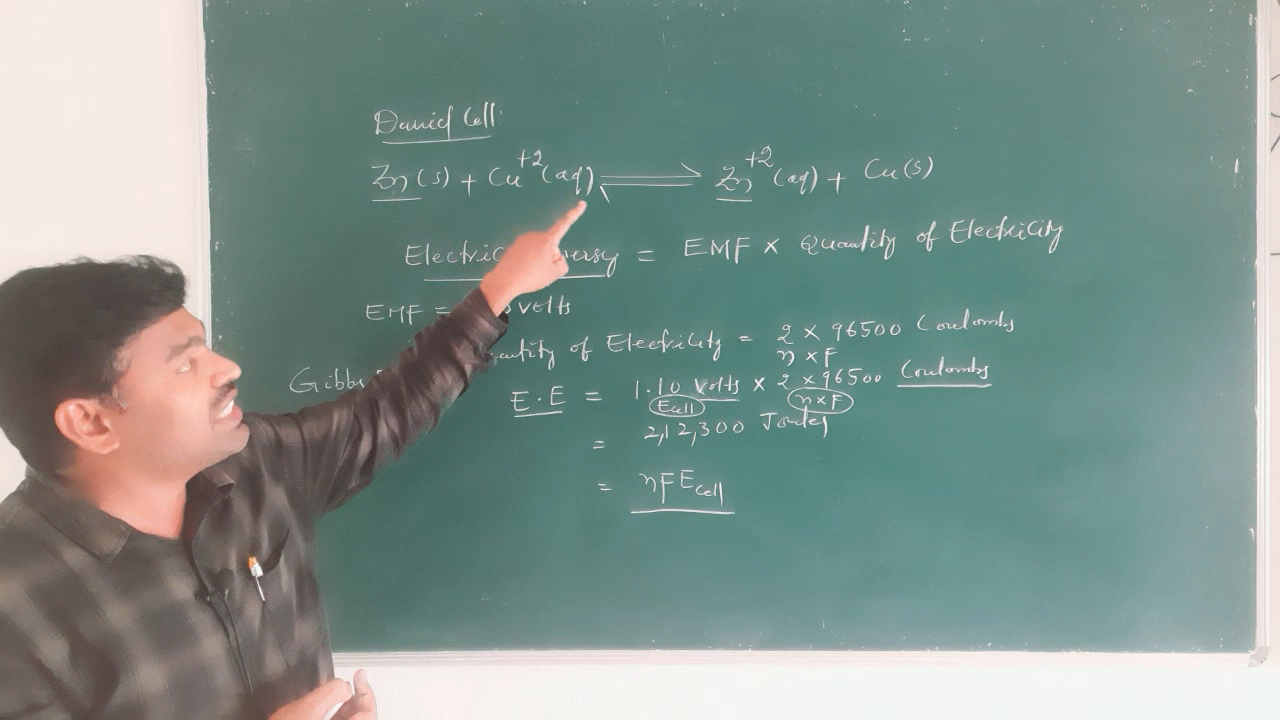 Daniel Cell:
Zn(s) + Cu⁺²(aq) ⇌ Zn⁺²(aq) + Cu(s)
Electric = EMF × Quantity of Electricity
EMF = volts
of Electricity = 2 × 96500 Coulombs
n × F
Gibbs
E.E = 1.10 volts × 2 × 96500 Coulombs
Ecell n×F
= 2,12,300 Joules
= nFEcell